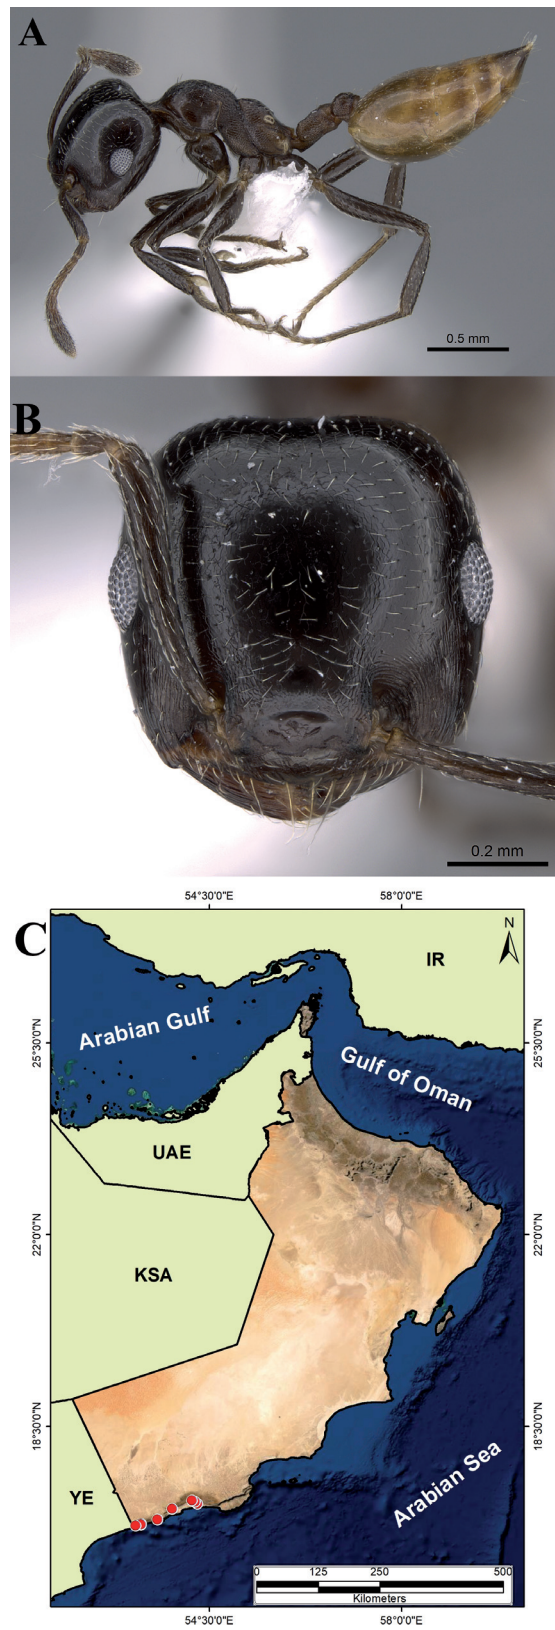 A
0.5 mm
B
0.2 mm
C
54°30'0"E
58°0'0"E
N
IR
Arabian Gulf
Gulf of Oman
25°30'0"N
25°30'0"N
UAE
22°0'0"N
22°0'0"N
KSA
18°30'0"N
18°30'0"N
YE
Arabian Sea
0
125
250
500
Kilometers
54°30'0"E
58°0'0"E